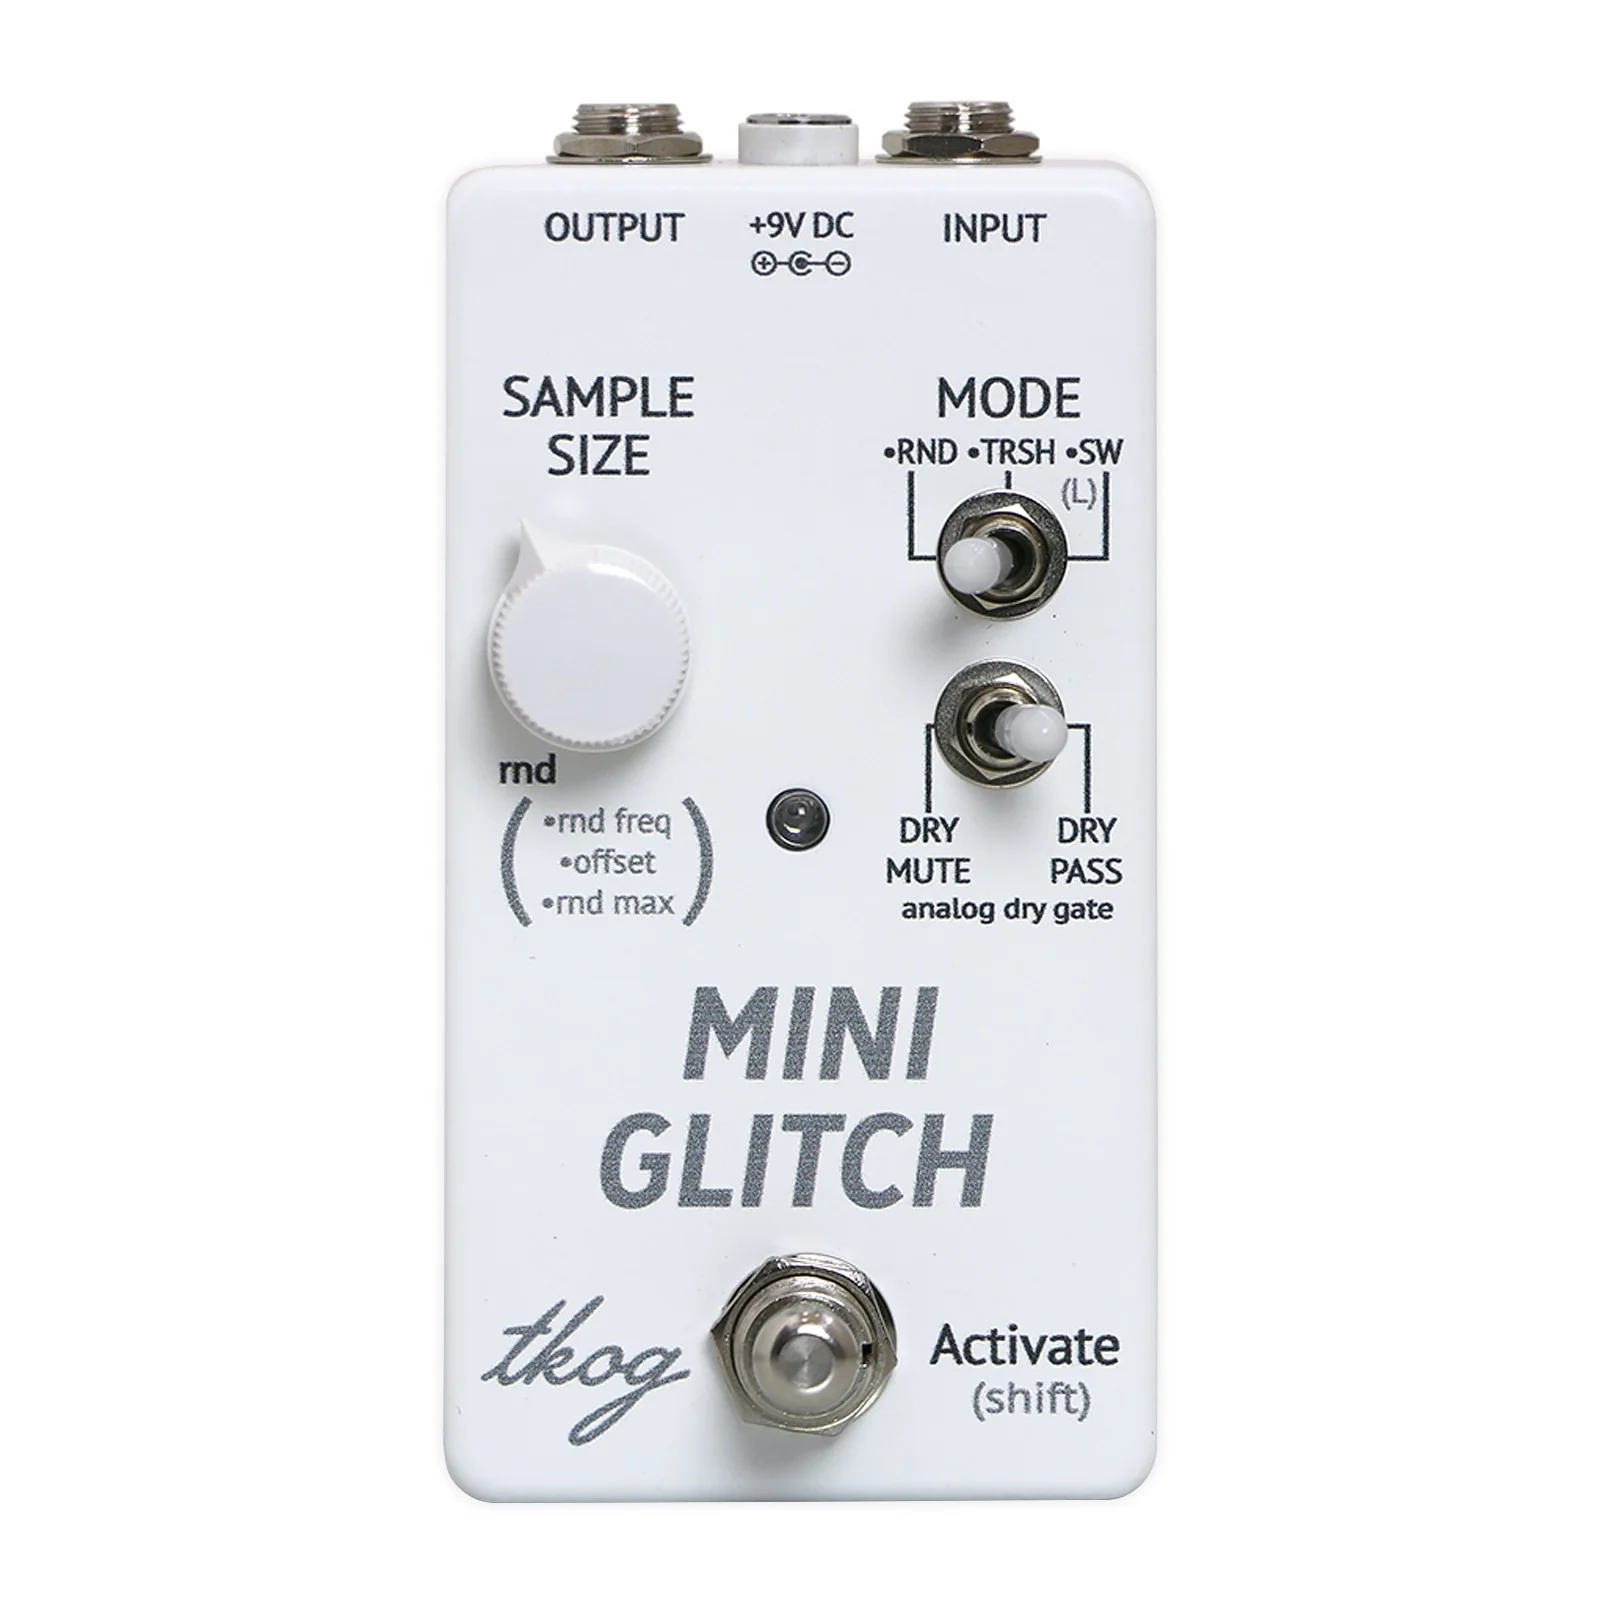 OUTPUT +9V DC INPUT
SAMPLE
SIZE
MODE
•RND •TRSH •SW
(L)
rnd
(•rnd freq
•offset
•rnd max)
DRY MUTE
DRY PASS
analog dry gate
MINI
GLITCH
tkog
Activate
(shift)